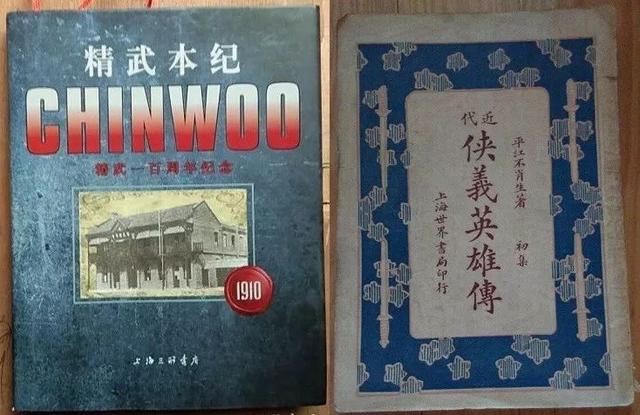 精武本纪
CHINWOO
精武一百周年纪念
1910
上海三联书店
近代
侠義英雄傳
平江不肖生著 初集
上海世界書局印行